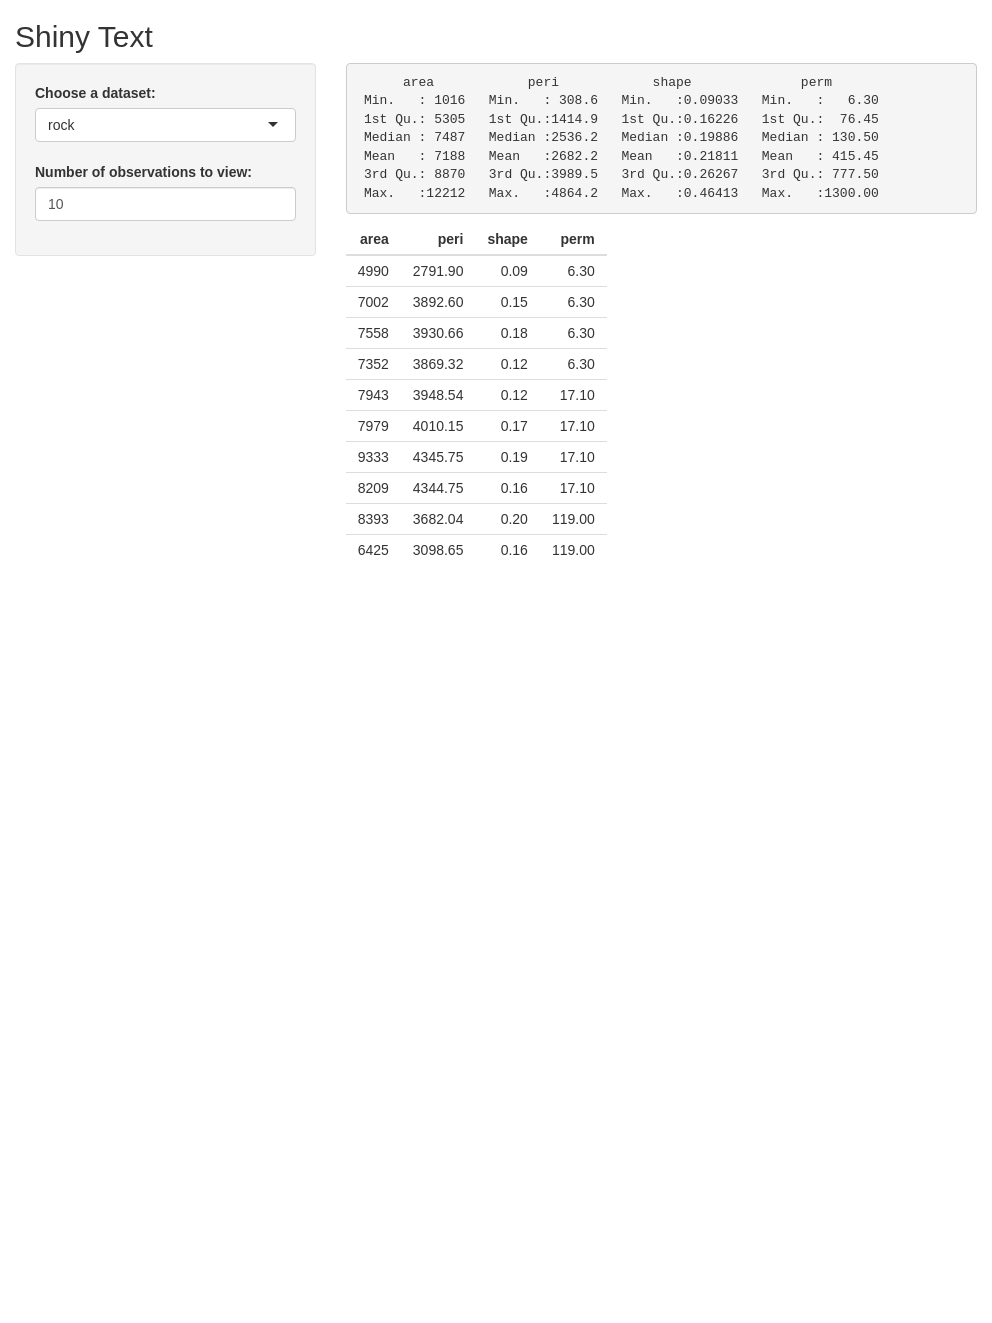 Shiny Text
Choose a dataset:
rock
Number of observations to view:
10
     area            peri            shape              perm
Min.   : 1016   Min.   : 308.6   Min.   :0.09033   Min.   :   6.30
1st Qu.: 5305   1st Qu.:1414.9   1st Qu.:0.16226   1st Qu.:  76.45
Median : 7487   Median :2536.2   Median :0.19886   Median : 130.50
Mean   : 7188   Mean   :2682.2   Mean   :0.21811   Mean   : 415.45
3rd Qu.: 8870   3rd Qu.:3989.5   3rd Qu.:0.26267   3rd Qu.: 777.50
Max.   :12212   Max.   :4864.2   Max.   :0.46413   Max.   :1300.00
area peri shape perm
4990 2791.90 0.09 6.30
7002 3892.60 0.15 6.30
7558 3930.66 0.18 6.30
7352 3869.32 0.12 6.30
7943 3948.54 0.12 17.10
7979 4010.15 0.17 17.10
9333 4345.75 0.19 17.10
8209 4344.75 0.16 17.10
8393 3682.04 0.20 119.00
6425 3098.65 0.16 119.00